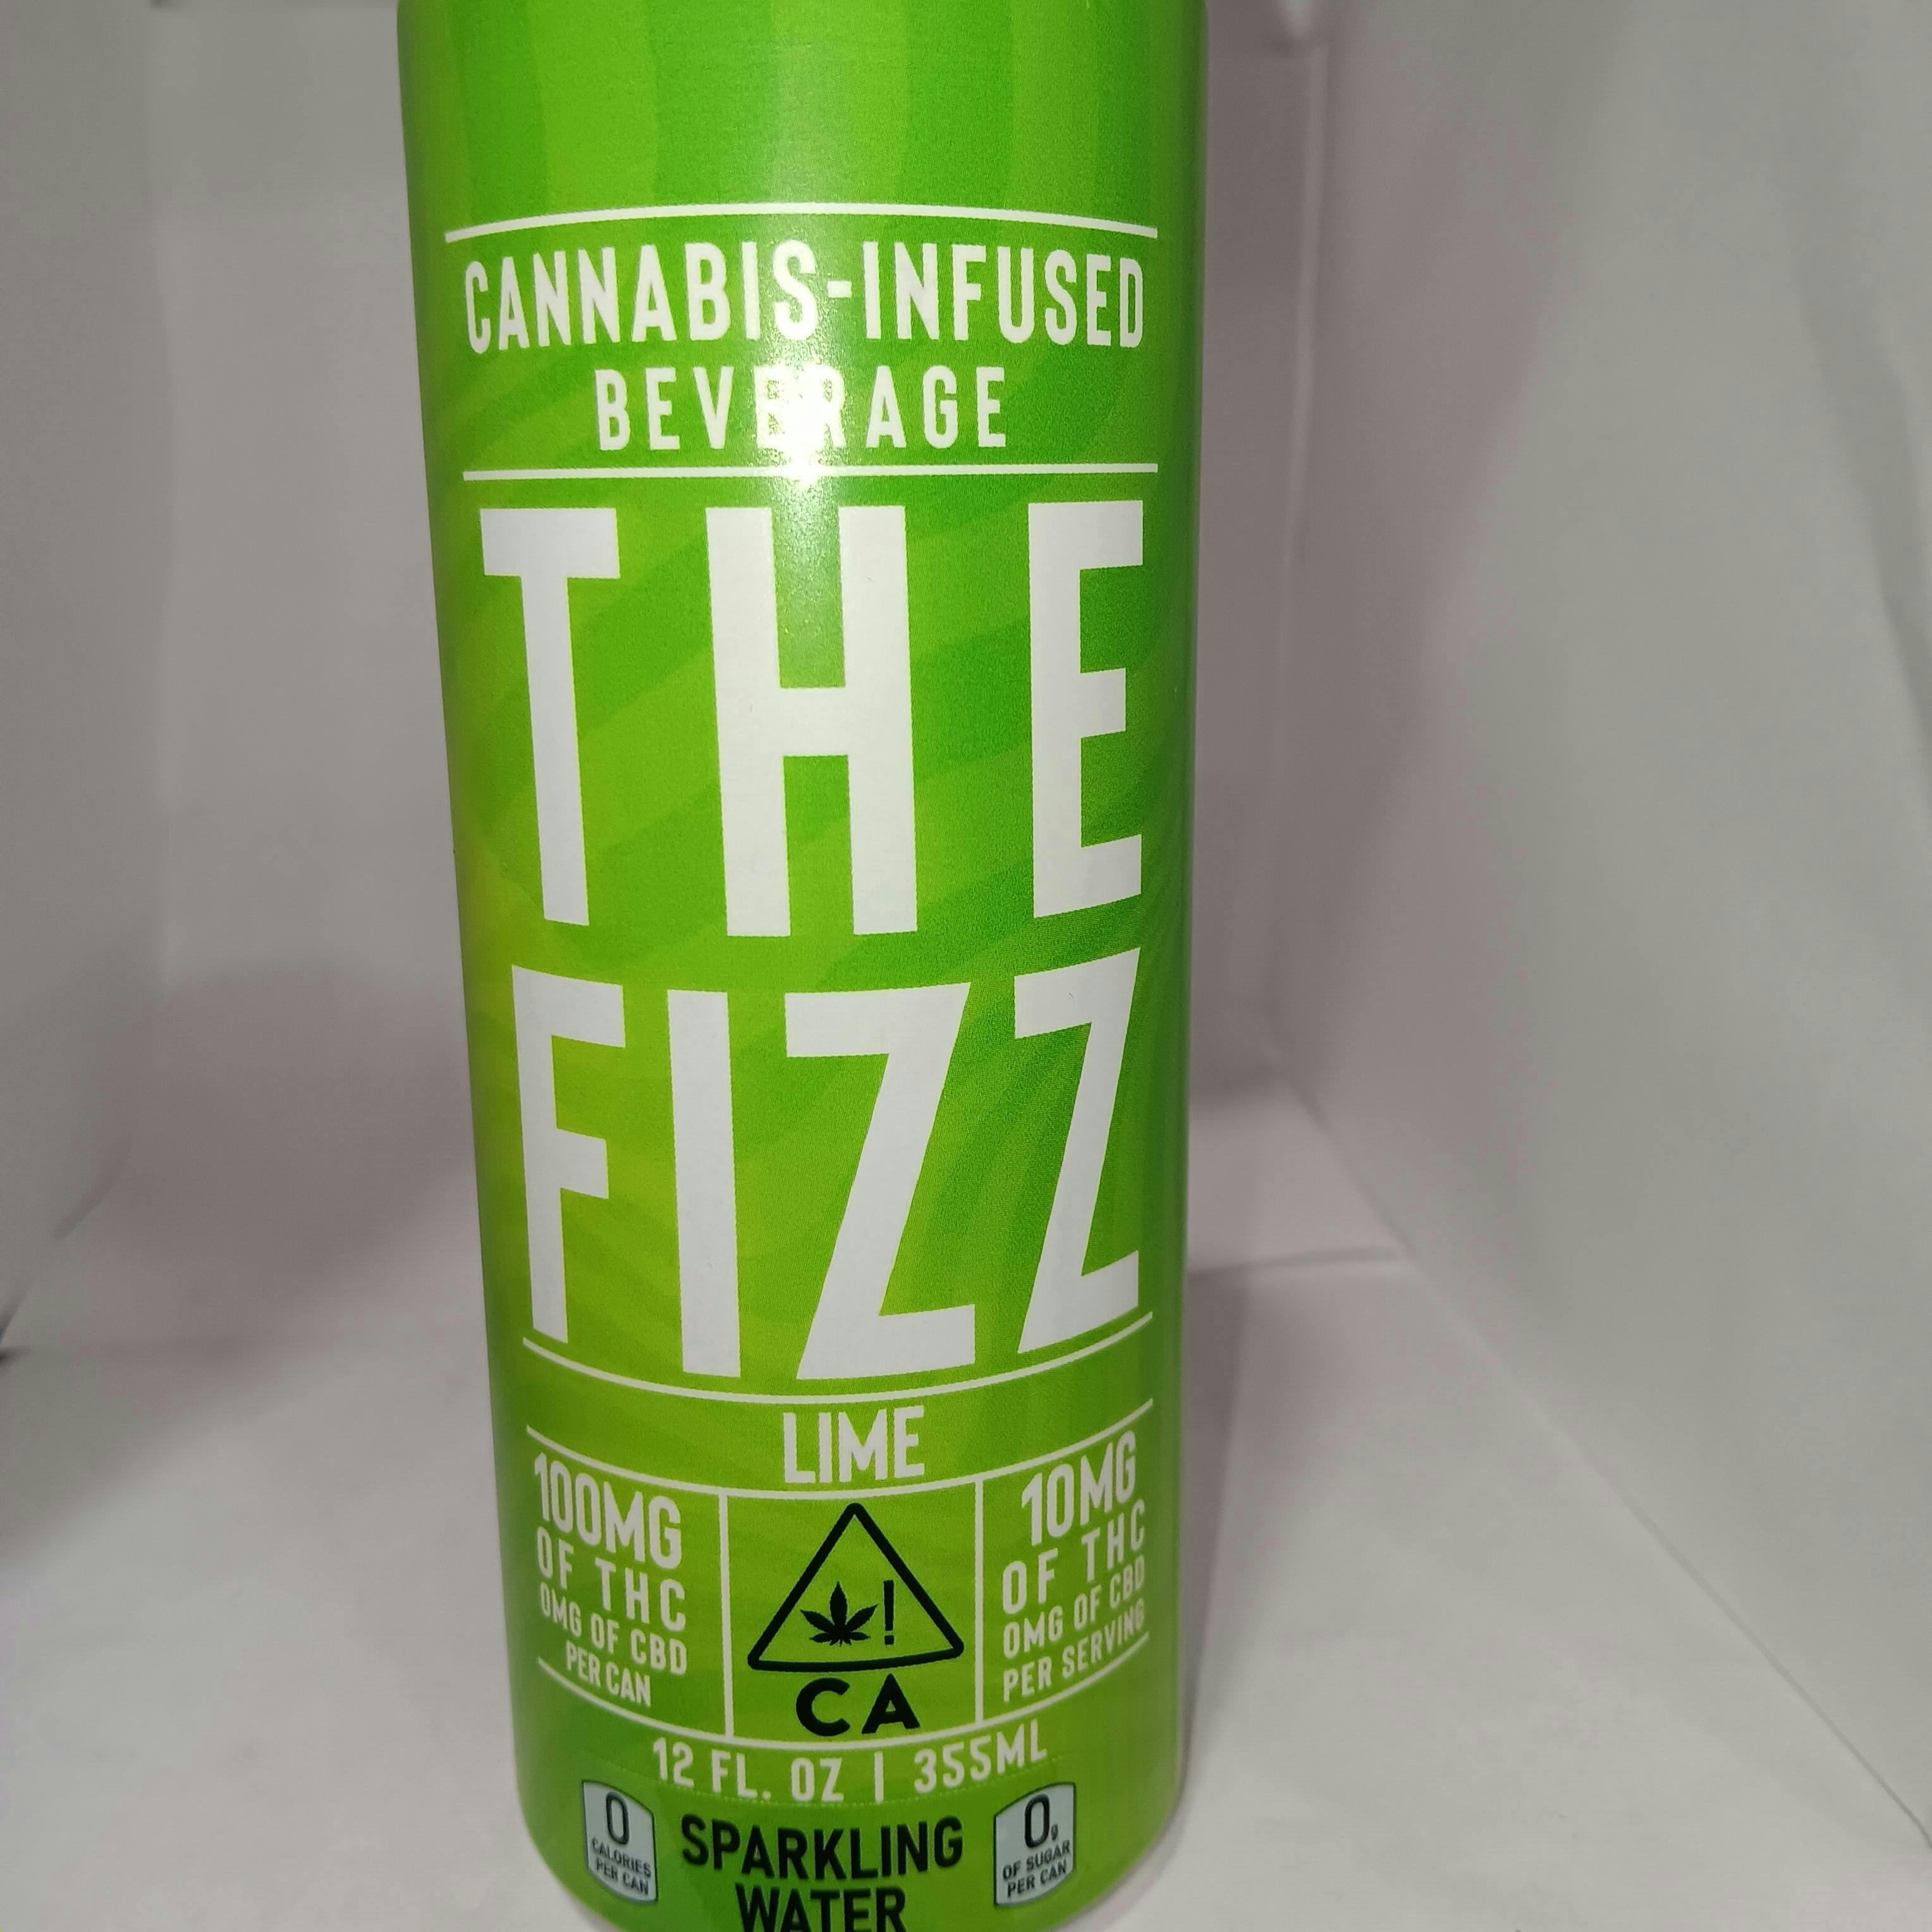 CANNABIS-INFUSED
BEVERAGE
THE
FIZZ
LIME
100MG
OF THC
0MG OF CBD
PER CAN
!
CA
10MG
OF THC
0MG OF CBD
PER SERVING
12 FL. OZ | 355ML
0
CALORIES
PER CAN
SPARKLING
WATER
0g
OF SUGAR
PER CAN